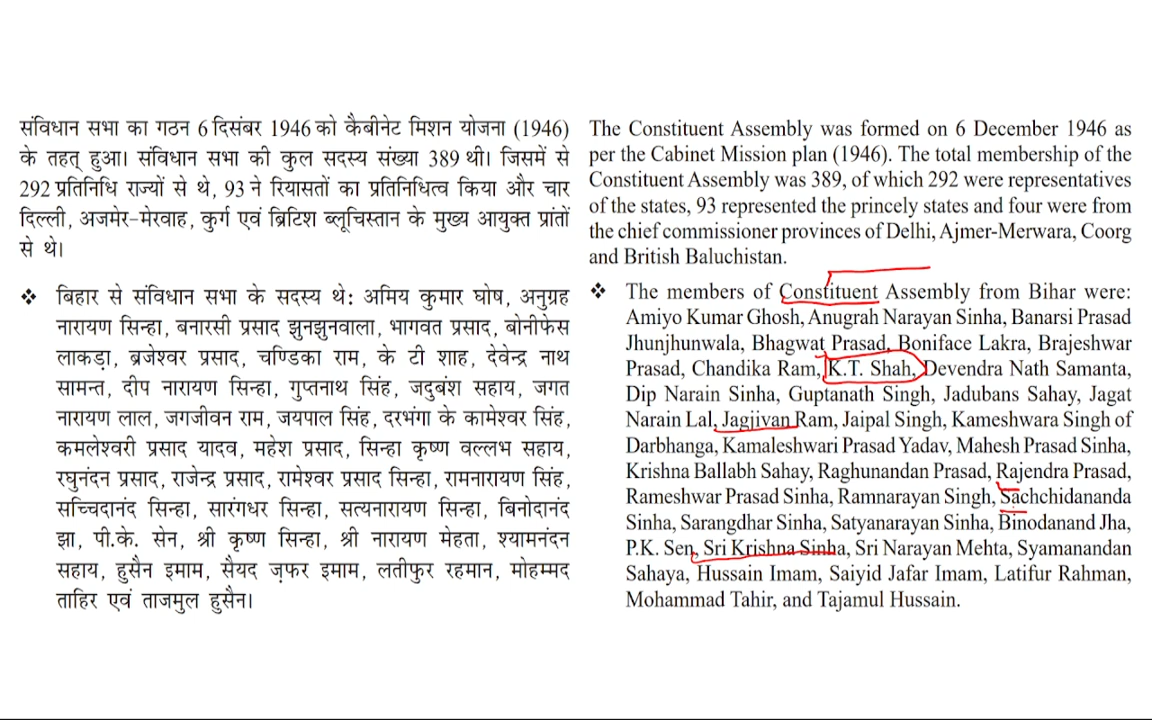 संविधान सभा का गठन 6 दिसंबर 1946 को कैबीनेट मिशन योजना (1946)
के तहत् हुआ। संविधान सभा की कुल सदस्य संख्या 389 थी। जिसमें से
292 प्रतिनिधि राज्यों से थे, 93 ने रियासतों का प्रतिनिधित्व किया और चार
दिल्ली, अजमेर-मेरवाह, कुर्ग एवं ब्रिटिश ब्लूचिस्तान के मुख्य आयुक्त प्रांतों
से थे।
❖ बिहार से संविधान सभा के सदस्य थे: अमिय कुमार घोष, अनुग्रह
नारायण सिन्हा, बनारसी प्रसाद झुनझुनवाला, भागवत प्रसाद, बोनीफेस
लाकड़ा, ब्रजेश्वर प्रसाद, चण्डिका राम, के टी शाह, देवेन्द्र नाथ
सामन्त, दीप नारायण सिन्हा, गुप्तनाथ सिंह, जदुबंश सहाय, जगत
नारायण लाल, जगजीवन राम, जयपाल सिंह, दरभंगा के कामेश्वर सिंह,
कमलेश्वरी प्रसाद यादव, महेश प्रसाद, सिन्हा कृष्ण वल्लभ सहाय,
रघुनंदन प्रसाद, राजेन्द्र प्रसाद, रामेश्वर प्रसाद सिन्हा, रामनारायण सिंह,
सच्चिदानंद सिन्हा, सारंगधर सिन्हा, सत्यनारायण सिन्हा, बिनोदानंद
झा, पी.के. सेन, श्री कृष्ण सिन्हा, श्री नारायण मेहता, श्यामनंदन
सहाय, हुसैन इमाम, सैयद ज़फर इमाम, लतीफुर रहमान, मोहम्मद
ताहिर एवं ताजमुल हुसैन।
The Constituent Assembly was formed on 6 December 1946 as
per the Cabinet Mission plan (1946). The total membership of the
Constituent Assembly was 389, of which 292 were representatives
of the states, 93 represented the princely states and four were from
the chief commissioner provinces of Delhi, Ajmer-Merwara, Coorg
and British Baluchistan.
❖ The members of Constituent Assembly from Bihar were:
Amiyo Kumar Ghosh, Anugrah Narayan Sinha, Banarsi Prasad
Jhunjhunwala, Bhagwat Prasad, Boniface Lakra, Brajeshwar
Prasad, Chandika Ram, K.T. Shah, Devendra Nath Samanta,
Dip Narain Sinha, Guptanath Singh, Jadubans Sahay, Jagat
Narain Lal, Jagjivan Ram, Jaipal Singh, Kameshwara Singh of
Darbhanga, Kamaleshwari Prasad Yadav, Mahesh Prasad Sinha,
Krishna Ballabh Sahay, Raghunandan Prasad, Rajendra Prasad,
Rameshwar Prasad Sinha, Ramnarayan Singh, Sachchidananda
Sinha, Sarangdhar Sinha, Satyanarayan Sinha, Binodanand Jha,
P.K. Sen, Sri Krishna Sinha, Sri Narayan Mehta, Syamanandan
Sahaya, Hussain Imam, Saiyid Jafar Imam, Latifur Rahman,
Mohammad Tahir, and Tajamul Hussain.